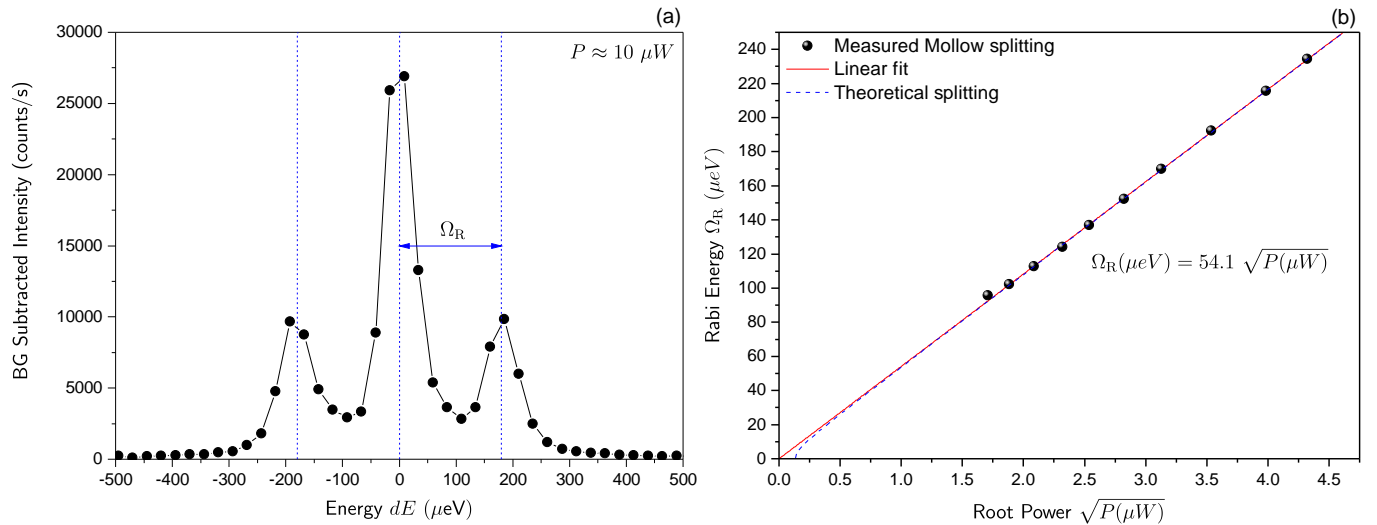 (a)
P ≈ 10 μW
30000
25000
20000
15000
10000
5000
0
BG Subtracted Intensity (counts/s)
Ω_R
-500 -400 -300 -200 -100 0 100 200 300 400 500
Energy dE (μeV)
(b)
Measured Mollow splitting
Linear fit
Theoretical splitting
240
220
200
180
160
140
120
100
80
60
40
20
0
Rabi Energy Ω_R (μeV)
Ω_R(μeV) = 54.1 √P(μW)
0.0 0.5 1.0 1.5 2.0 2.5 3.0 3.5 4.0 4.5
Root Power √P(μW)